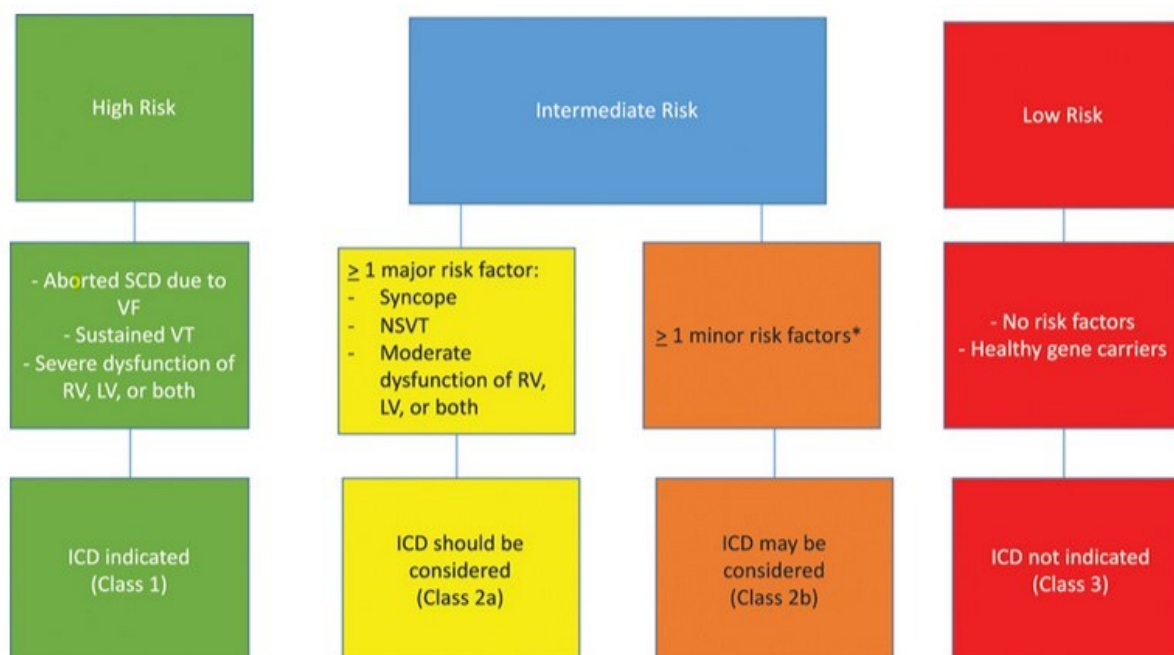 High Risk
Intermediate Risk
Low Risk
- Aborted SCD due to
VF
- Sustained VT
- Severe dysfunction of
RV, LV, or both
≥ 1 major risk factor:
- Syncope
- NSVT
- Moderate
dysfunction of RV,
LV, or both
≥ 1 minor risk factors*
- No risk factors
- Healthy gene carriers
ICD indicated
(Class 1)
ICD should be
considered
(Class 2a)
ICD may be
considered
(Class 2b)
ICD not indicated
(Class 3)